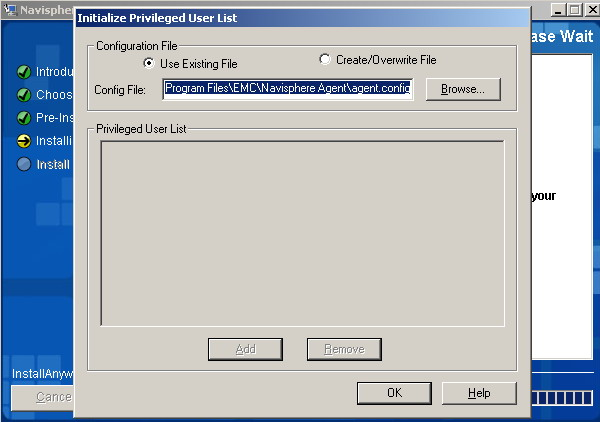 Navisphe
Initialize Privileged User List
ase Wait
Configuration File
Use Existing File
Create/Overwrite File
Config File:
Program Files\EMC\Navisphere Agent\agent.config
Browse...
Introdu
Choos
Pre-Ins
Installi
Install
Privileged User List
your
Add
Remove
InstallAnyw
Cance
OK
Help